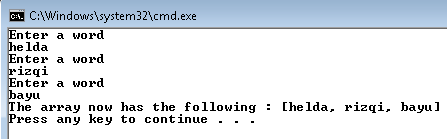 C:\Windows\system32\cmd.exe
Enter a word
helda
Enter a word
rizqi
Enter a word
bayu
The array now has the following : [helda, rizqi, bayu]
Press any key to continue . . .